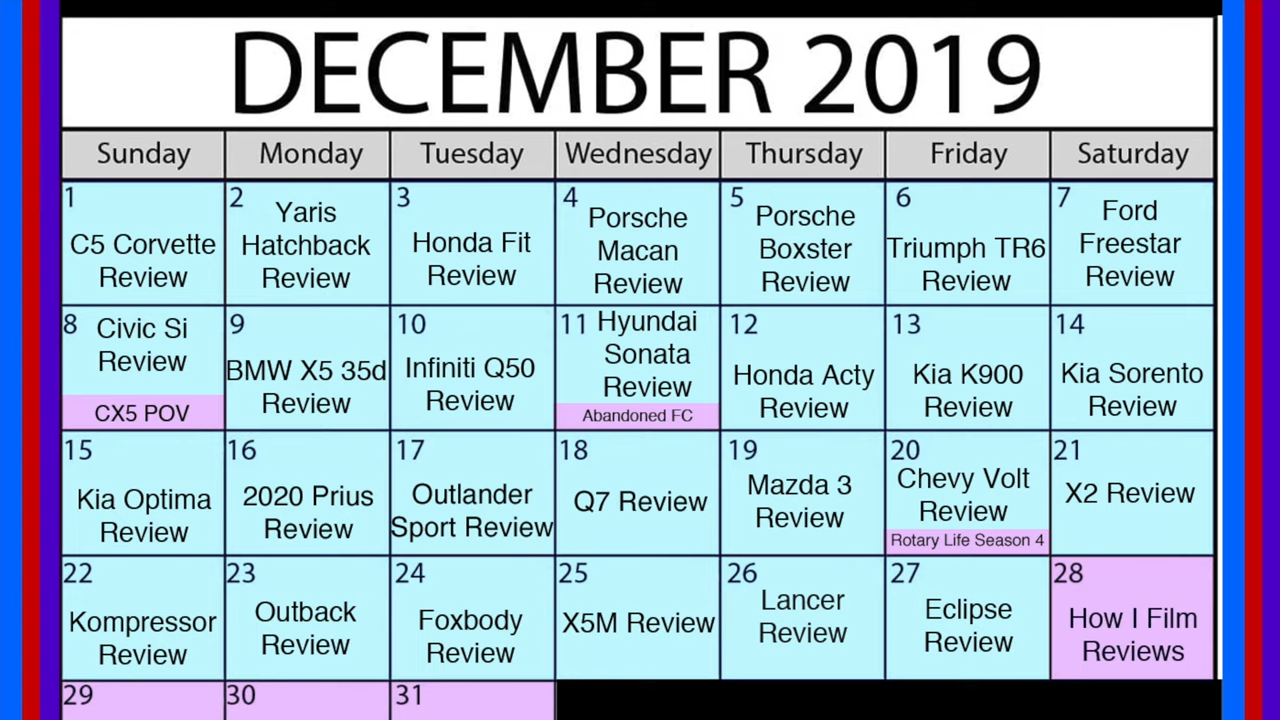 DECEMBER 2019
Sunday Monday Tuesday Wednesday Thursday Friday Saturday
1
C5 Corvette
Review
2
Yaris
Hatchback
Review
3
Honda Fit
Review
4
Porsche
Macan
Review
5
Porsche
Boxster
Review
6
Triumph TR6
Review
7
Ford
Freestar
Review
8
Civic Si
Review
CX5 POV
9
BMW X5 35d
Review
10
Infiniti Q50
Review
11
Hyundai
Sonata
Review
Abandoned FC
12
Honda Acty
Review
13
Kia K900
Review
14
Kia Sorento
Review
15
Kia Optima
Review
16
2020 Prius
Review
17
Outlander
Sport Review
18
Q7 Review
19
Mazda 3
Review
20
Chevy Volt
Review
Rotary Life Season 4
21
X2 Review
22
Kompressor
Review
23
Outback
Review
24
Foxbody
Review
25
X5M Review
26
Lancer
Review
27
Eclipse
Review
28
How I Film
Reviews
29
30
31